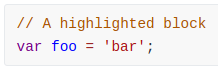 // A highlighted block
var foo = 'bar';